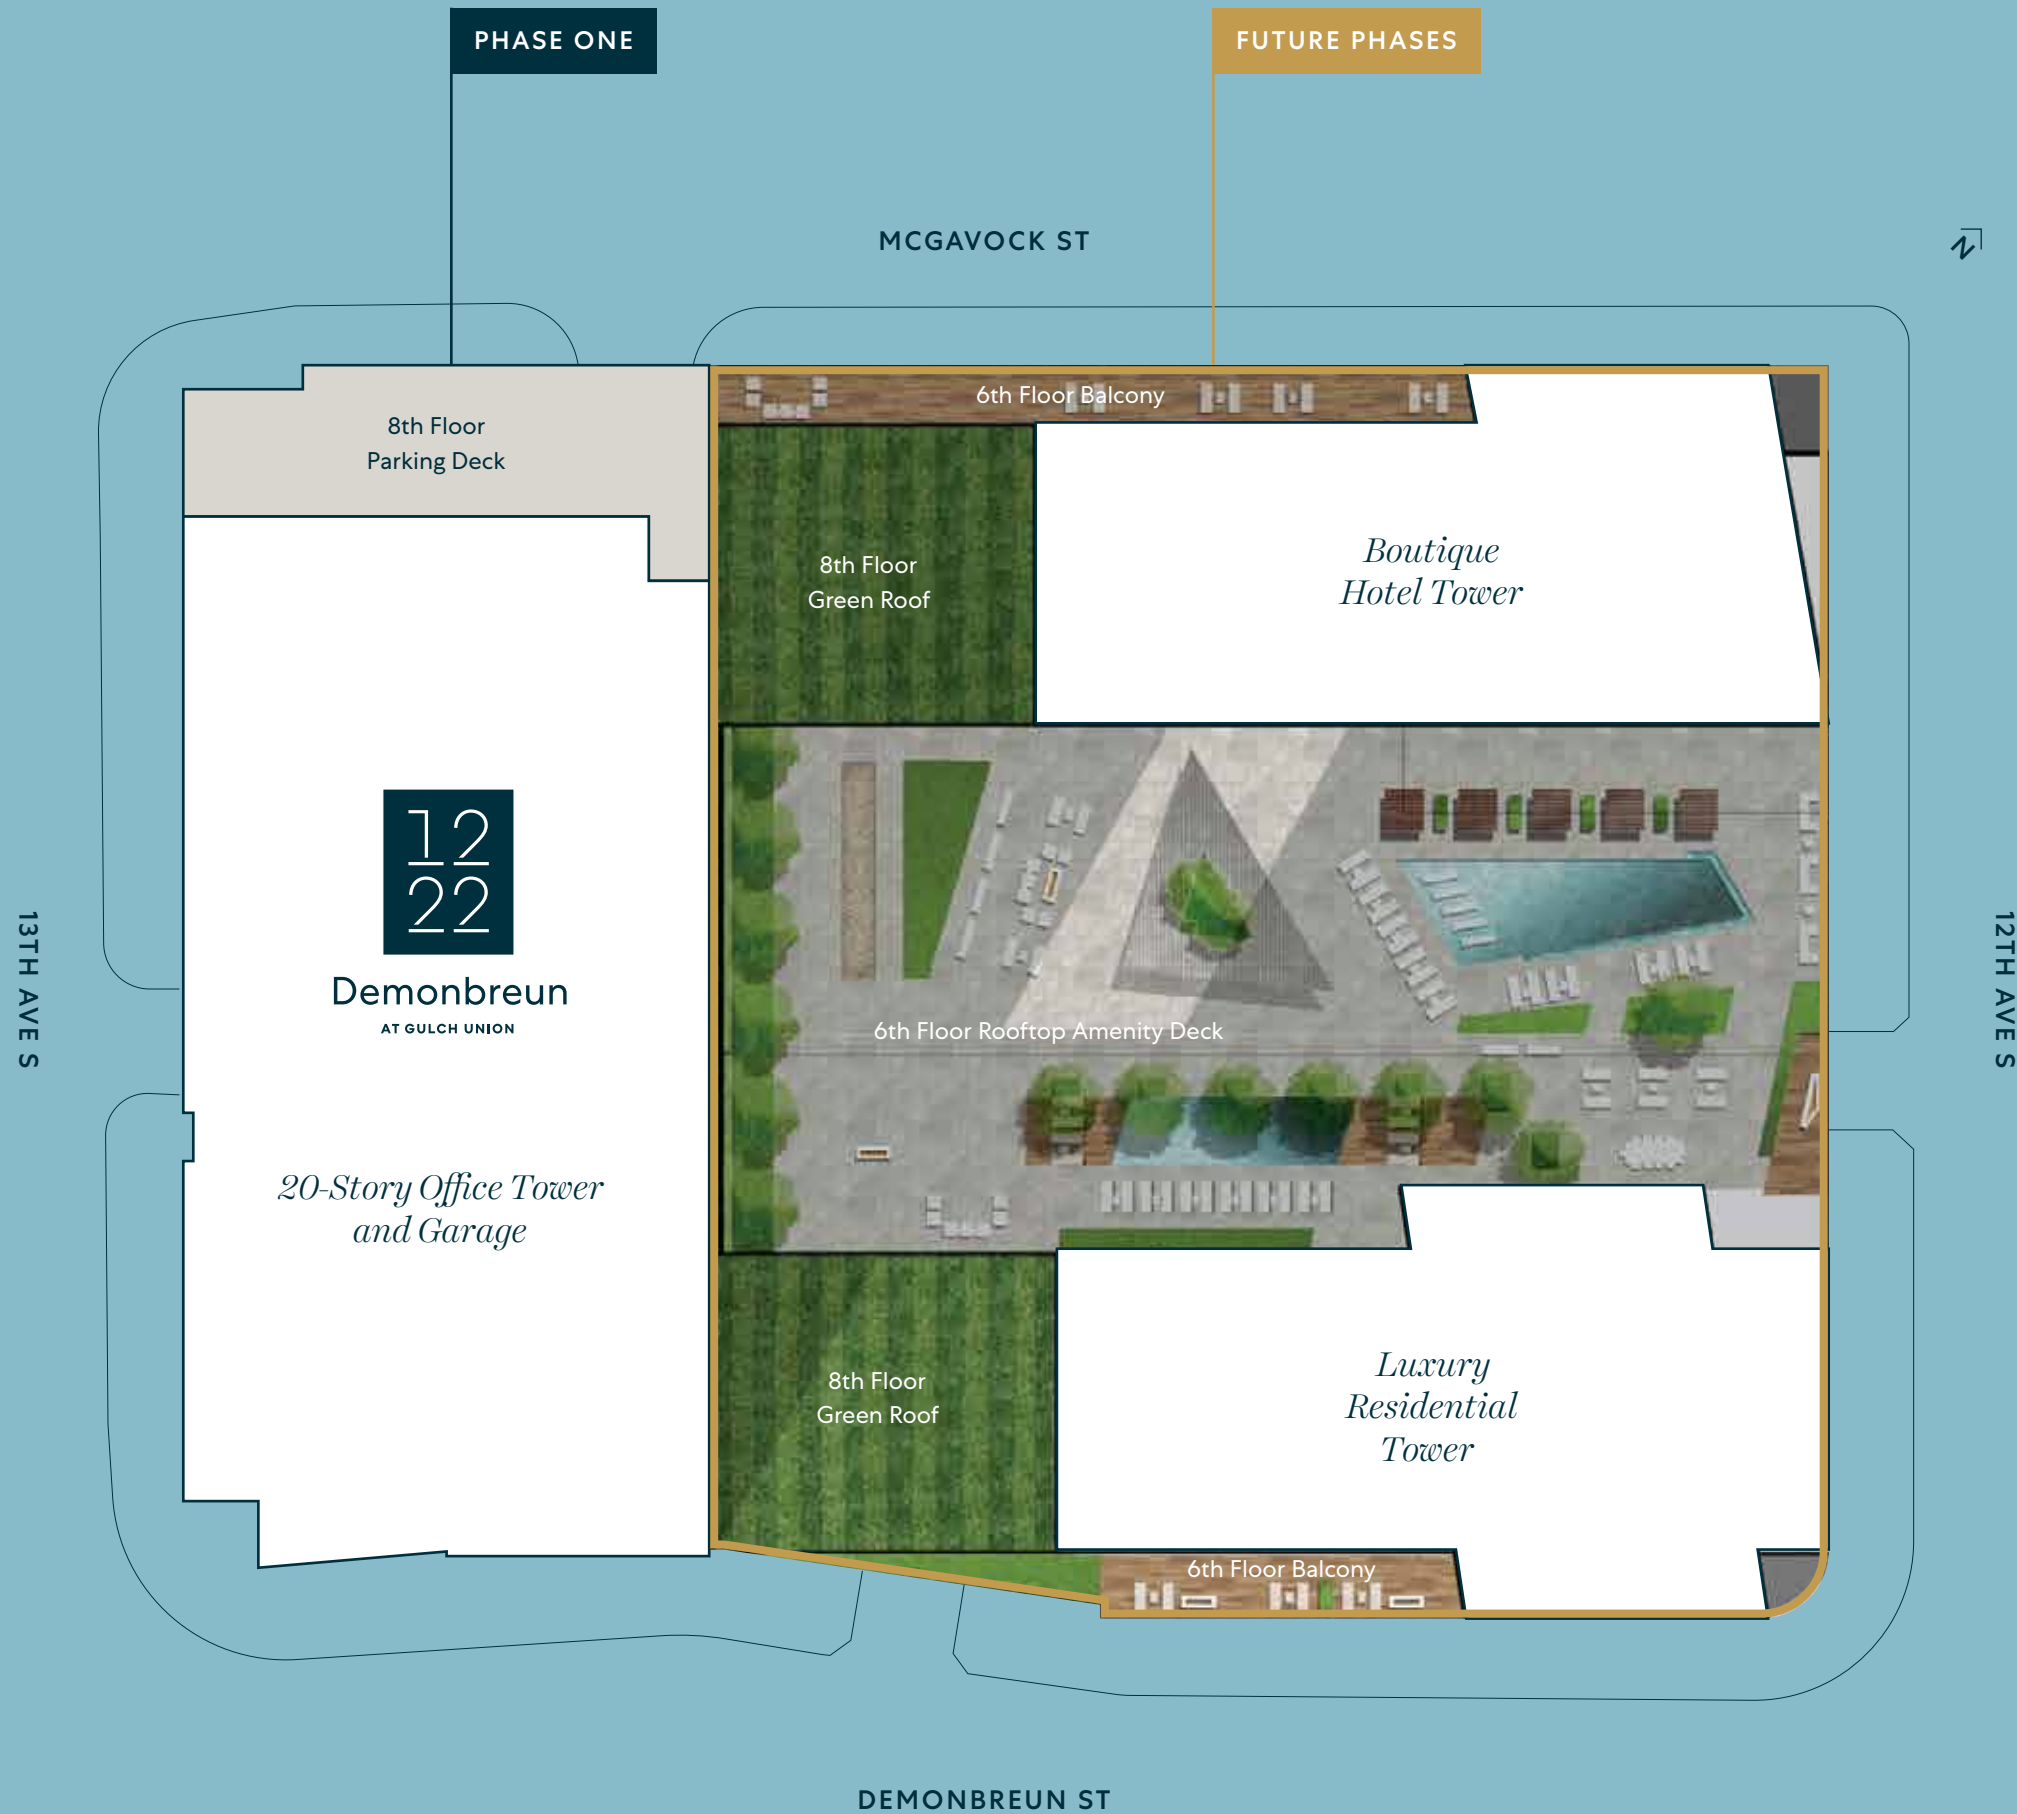 PHASE ONE
FUTURE PHASES
MCGAVOCK ST
N
6th Floor Balcony
8th Floor
Parking Deck
8th Floor
Green Roof
Boutique
Hotel Tower
12
22
Demonbreun
AT GULCH UNION
13TH AVE S
12TH AVE S
6th Floor Rooftop Amenity Deck
20-Story Office Tower
and Garage
8th Floor
Green Roof
Luxury
Residential
Tower
6th Floor Balcony
DEMONBREUN ST